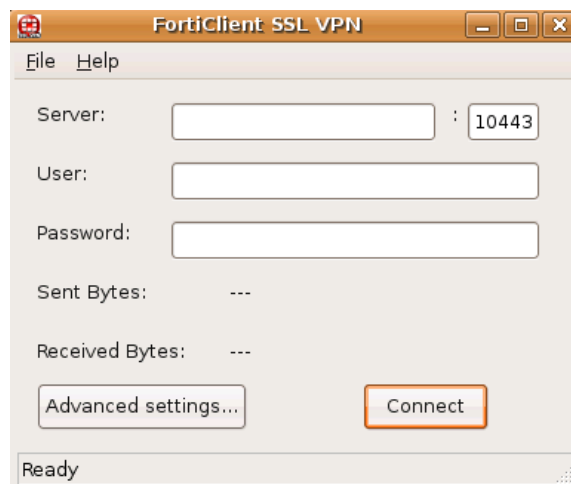 FortiClient SSL VPN
File Help
Server: : 10443
User:
Password:
Sent Bytes: ---
Received Bytes: ---
Advanced settings... Connect
Ready